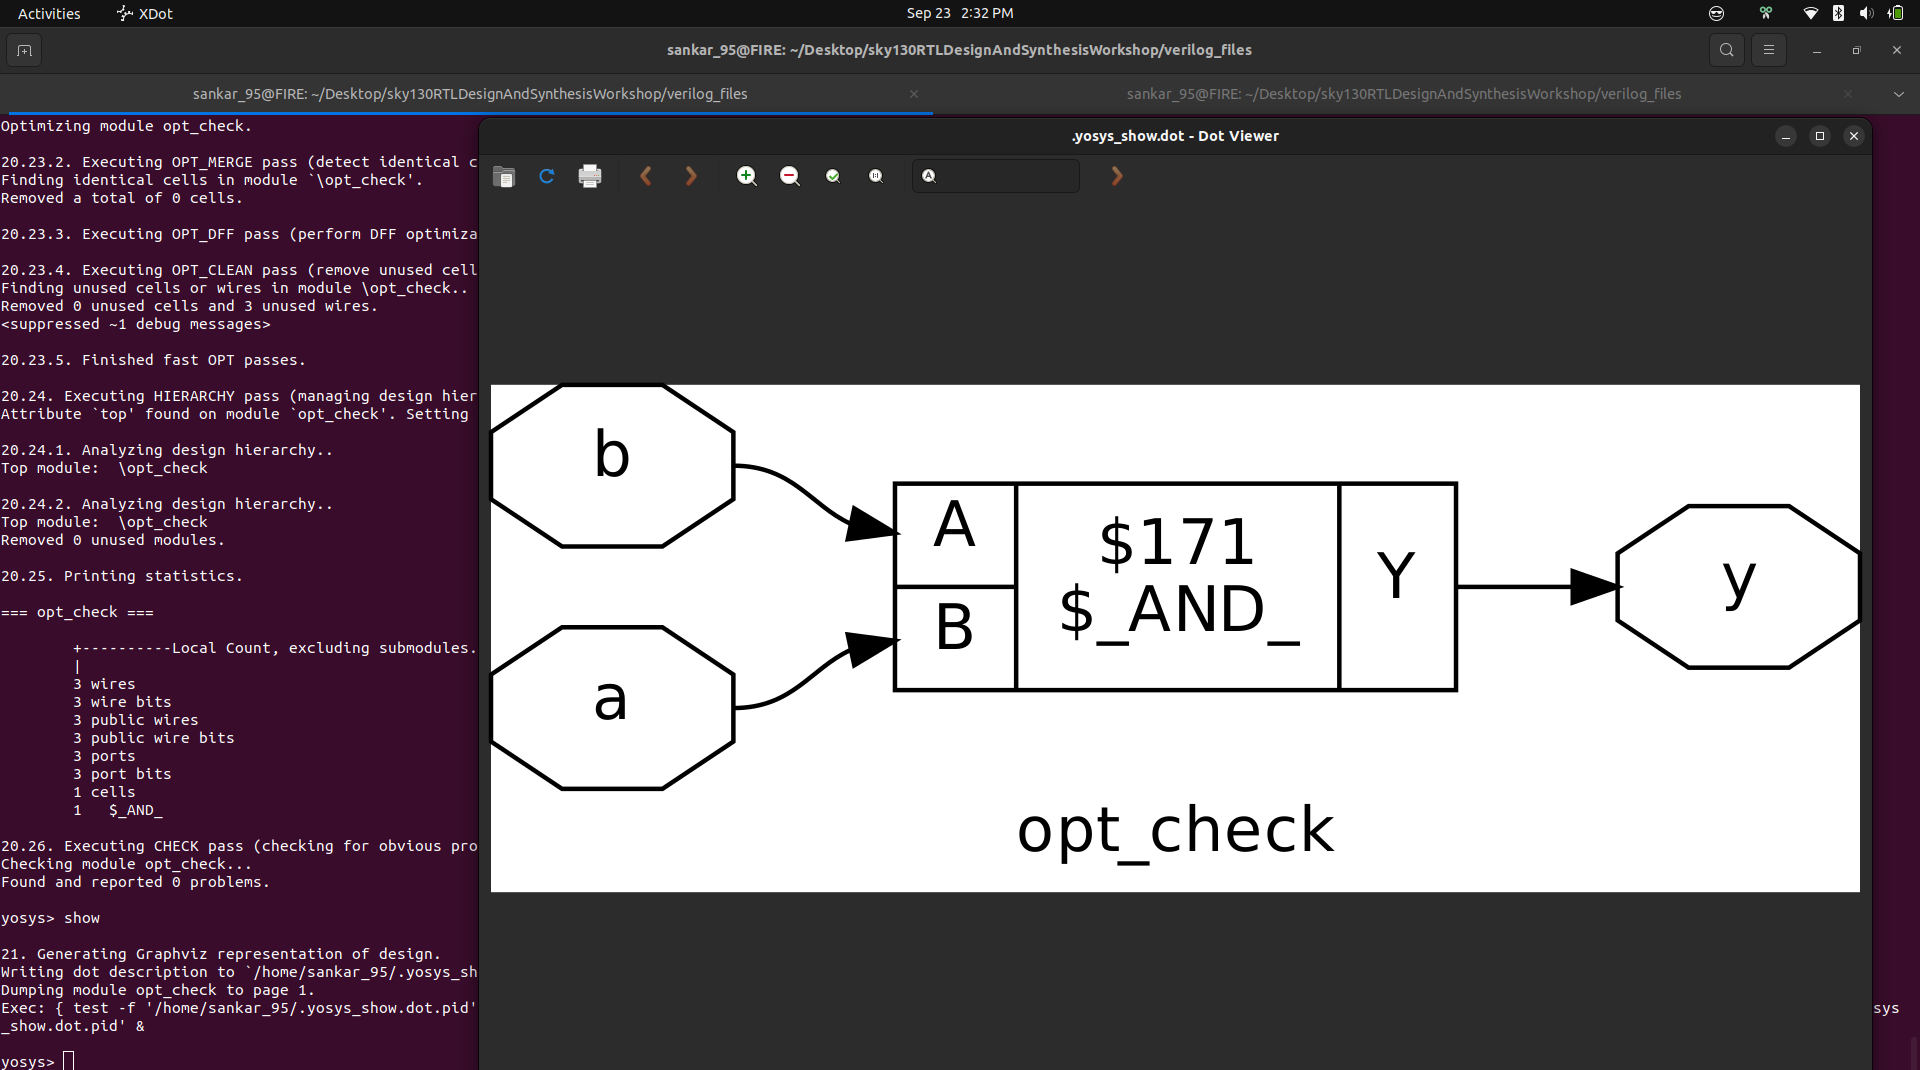 Activities XDot Sep 23 2:32 PM
sankar_95@FIRE: ~/Desktop/sky130RTLDesignAndSynthesisWorkshop/verilog_files
sankar_95@FIRE: ~/Desktop/sky130RTLDesignAndSynthesisWorkshop/verilog_files
sankar_95@FIRE: ~/Desktop/sky130RTLDesignAndSynthesisWorkshop/verilog_files
Optimizing module opt_check.
20.23.2. Executing OPT_MERGE pass (detect identical c
Finding identical cells in module `\opt_check'.
Removed a total of 0 cells.
20.23.3. Executing OPT_DFF pass (perform DFF optimiza
20.23.4. Executing OPT_CLEAN pass (remove unused cell
Finding unused cells or wires in module \opt_check..
Removed 0 unused cells and 3 unused wires.
<suppressed ~1 debug messages>
20.23.5. Finished fast OPT passes.
20.24. Executing HIERARCHY pass (managing design hier
Attribute `top' found on module `opt_check'. Setting
20.24.1. Analyzing design hierarchy..
Top module:  \opt_check
20.24.2. Analyzing design hierarchy..
Top module:  \opt_check
Removed 0 unused modules.
20.25. Printing statistics.
=== opt_check ===
+----------Local Count, excluding submodules.
|
3 wires
3 wire bits
3 public wires
3 public wire bits
3 ports
3 port bits
1 cells
1   $_AND_
20.26. Executing CHECK pass (checking for obvious pro
Checking module opt_check...
Found and reported 0 problems.
yosys> show
21. Generating Graphviz representation of design.
Writing dot description to `/home/sankar_95/.yosys_sh
Dumping module opt_check to page 1.
Exec: { test -f '/home/sankar_95/.yosys_show.dot.pid'
sys
_show.dot.pid' &
yosys>
.yosys_show.dot - Dot Viewer
b
a
A
B
$171
$_AND_
Y
y
opt_check